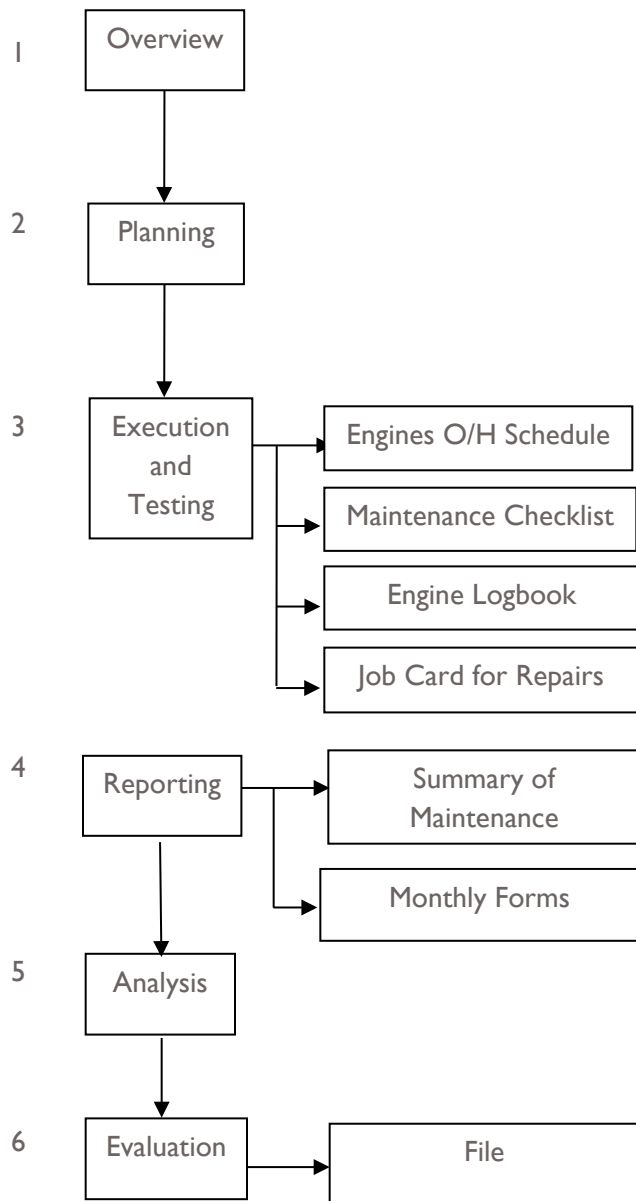 1
Overview
2
Planning
3
Execution
and
Testing
Engines O/H Schedule
Maintenance Checklist
Engine Logbook
Job Card for Repairs
4
Reporting
Summary of
Maintenance
Monthly Forms
5
Analysis
6
Evaluation
File